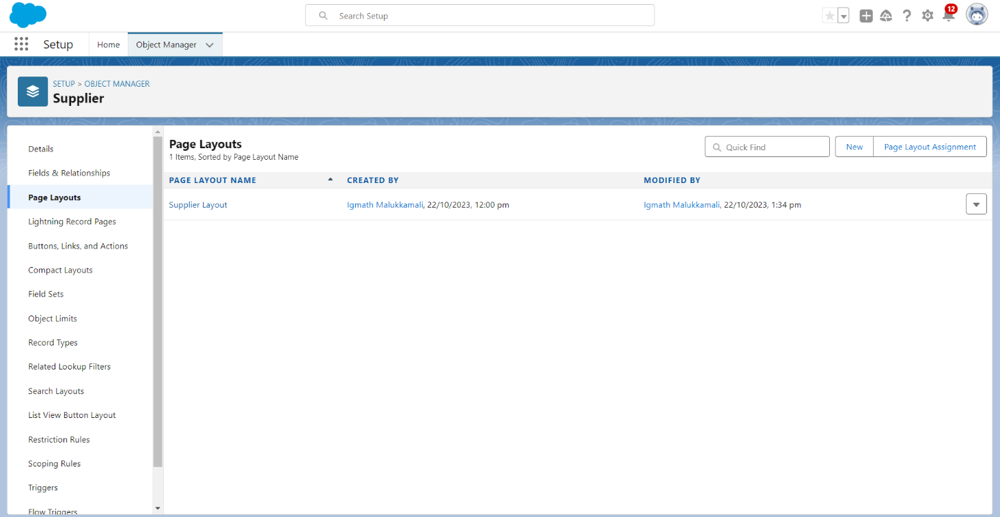 Search Setup
12
Setup
Home
Object Manager
SETUP > OBJECT MANAGER
Supplier
Details
Fields & Relationships
Page Layouts
Lightning Record Pages
Buttons, Links, and Actions
Compact Layouts
Field Sets
Object Limits
Record Types
Related Lookup Filters
Search Layouts
List View Button Layout
Restriction Rules
Scoping Rules
Triggers
Flow Triggers
Page Layouts
1 Items, Sorted by Page Layout Name
Quick Find
New
Page Layout Assignment
PAGE LAYOUT NAME CREATED BY MODIFIED BY
Supplier Layout Igmath Malukkamali, 22/10/2023, 12:00 pm Igmath Malukkamali, 22/10/2023, 1:34 pm